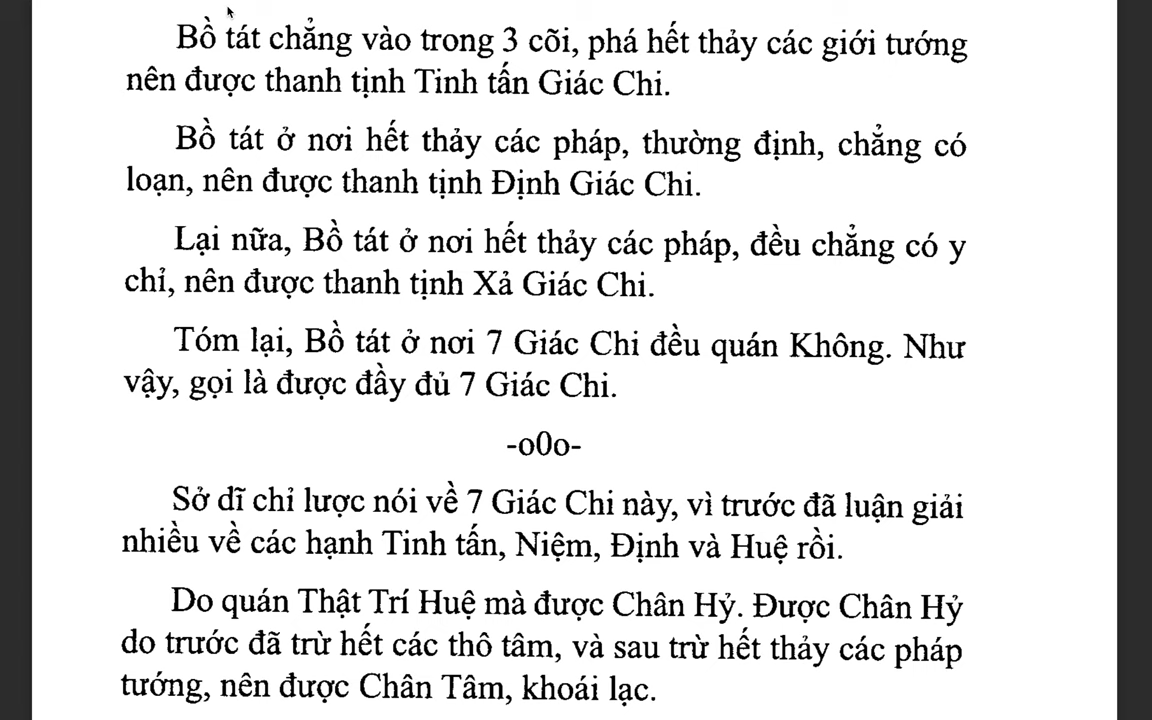 Bồ tát chẳng vào trong 3 cõi, phá hết thảy các giới tướng
nên được thanh tịnh Tinh tấn Giác Chi.
Bồ tát ở nơi hết thảy các pháp, thường định, chẳng có
loạn, nên được thanh tịnh Định Giác Chi.
Lại nữa, Bồ tát ở nơi hết thảy các pháp, đều chẳng có y
chỉ, nên được thanh tịnh Xả Giác Chi.
Tóm lại, Bồ tát ở nơi 7 Giác Chi đều quán Không. Như
vậy, gọi là được đầy đủ 7 Giác Chi.
-o0o-
Sở dĩ chỉ lược nói về 7 Giác Chi này, vì trước đã luận giải
nhiều về các hạnh Tinh tấn, Niệm, Định và Huệ rồi.
Do quán Thật Trí Huệ mà được Chân Hỷ. Được Chân Hỷ
do trước đã trừ hết các thô tâm, và sau trừ hết thảy các pháp
tướng, nên được Chân Tâm, khoái lạc.